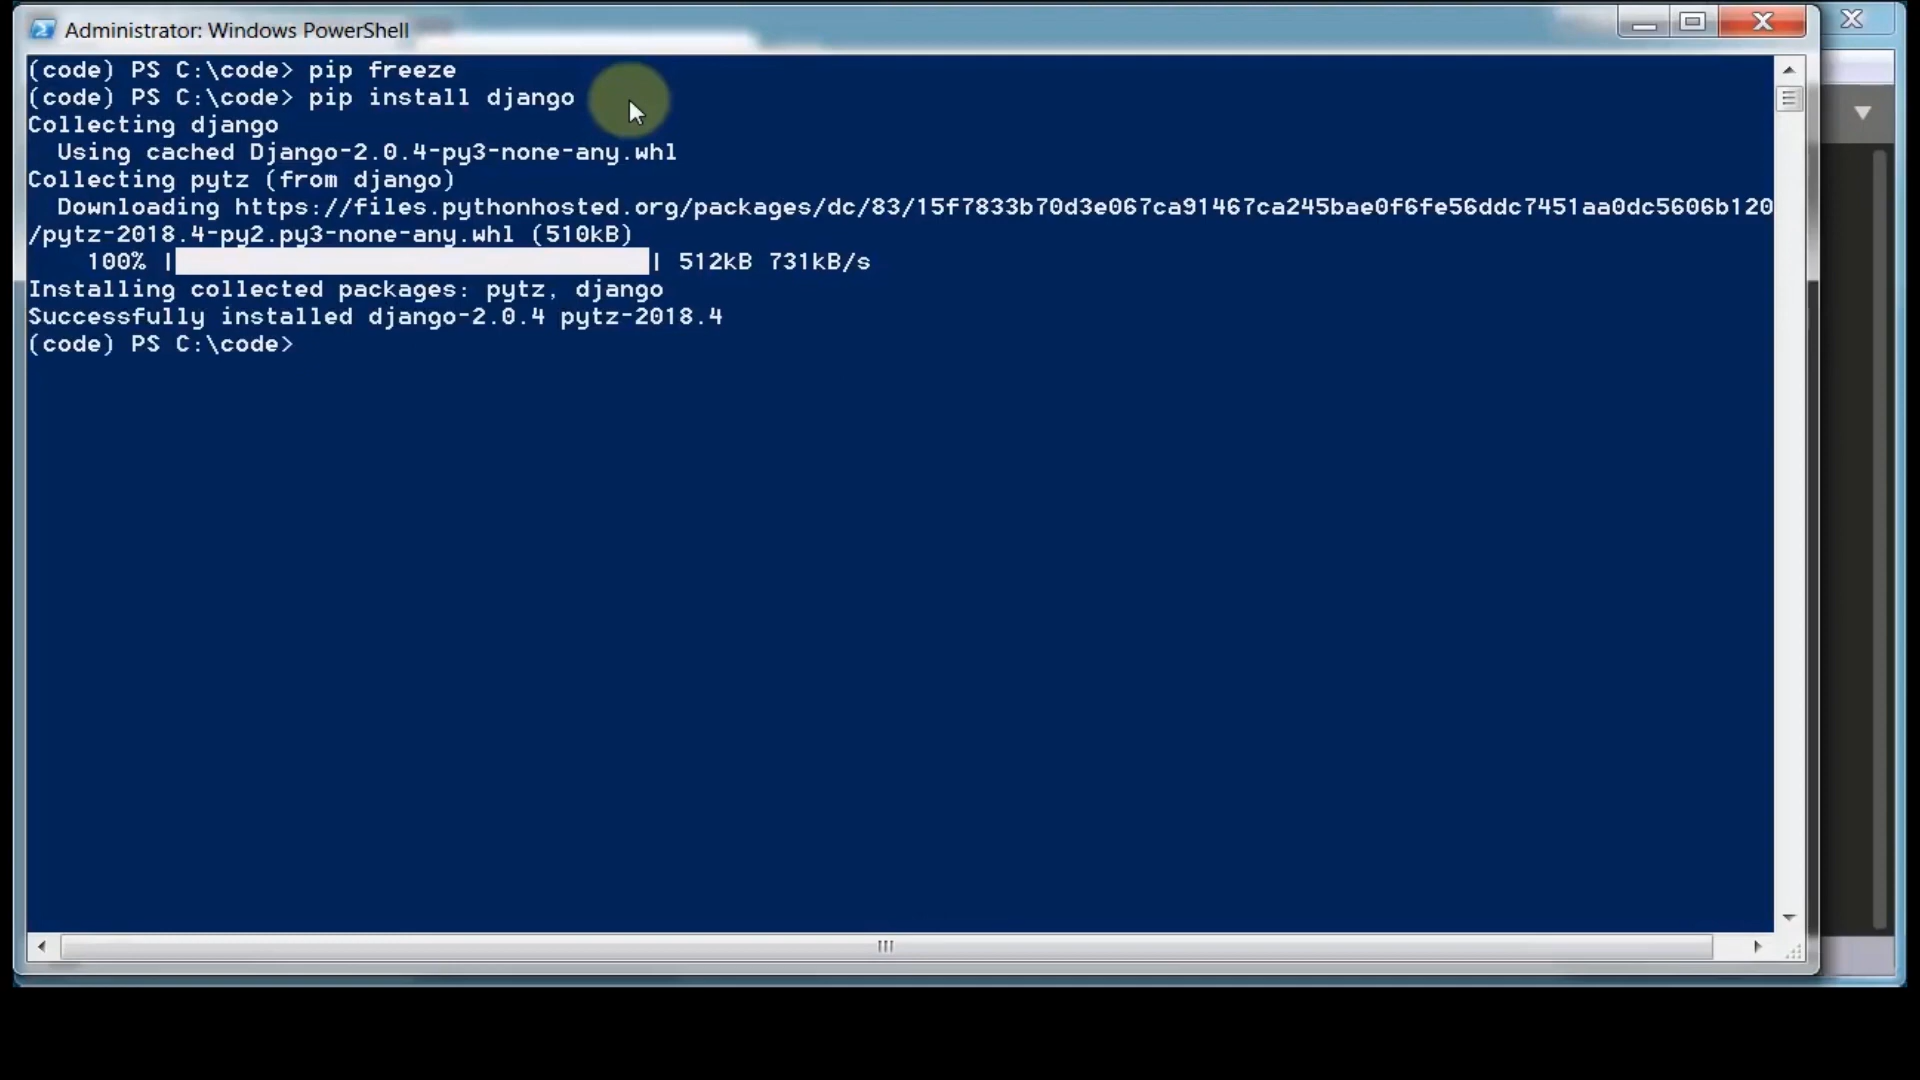 Administrator: Windows PowerShell
(code) PS C:\code> pip freeze
(code) PS C:\code> pip install django
Collecting django
  Using cached Django-2.0.4-py3-none-any.whl
Collecting pytz (from django)
  Downloading https://files.pythonhosted.org/packages/dc/83/15f7833b70d3e067ca91467ca245bae0f6fe56ddc7451aa0dc5606b120
/pytz-2018.4-py2.py3-none-any.whl (510kB)
    100% || 512kB 731kB/s
Installing collected packages: pytz, django
Successfully installed django-2.0.4 pytz-2018.4
(code) PS C:\code>